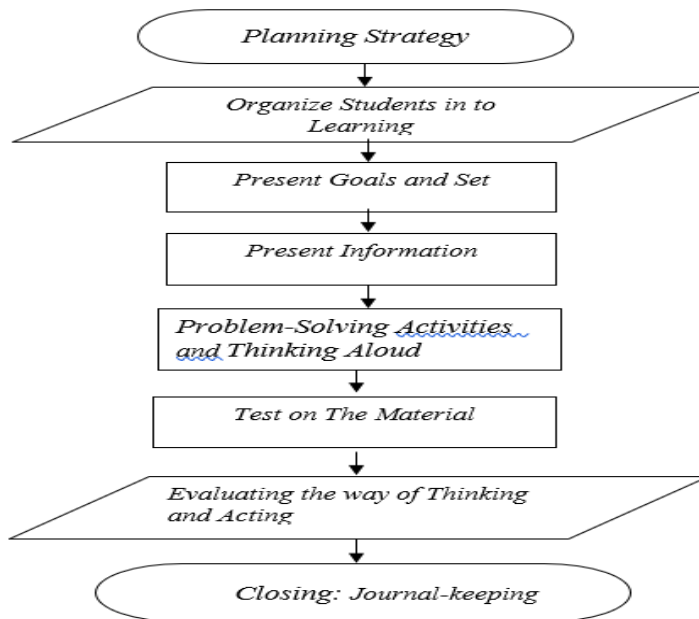 Planning Strategy
Organize Students in to
Learning
Present Goals and Set
Present Information
Problem-Solving Activities
and Thinking Aloud
Test on The Material
Evaluating the way of Thinking
and Acting
Closing: Journal-keeping